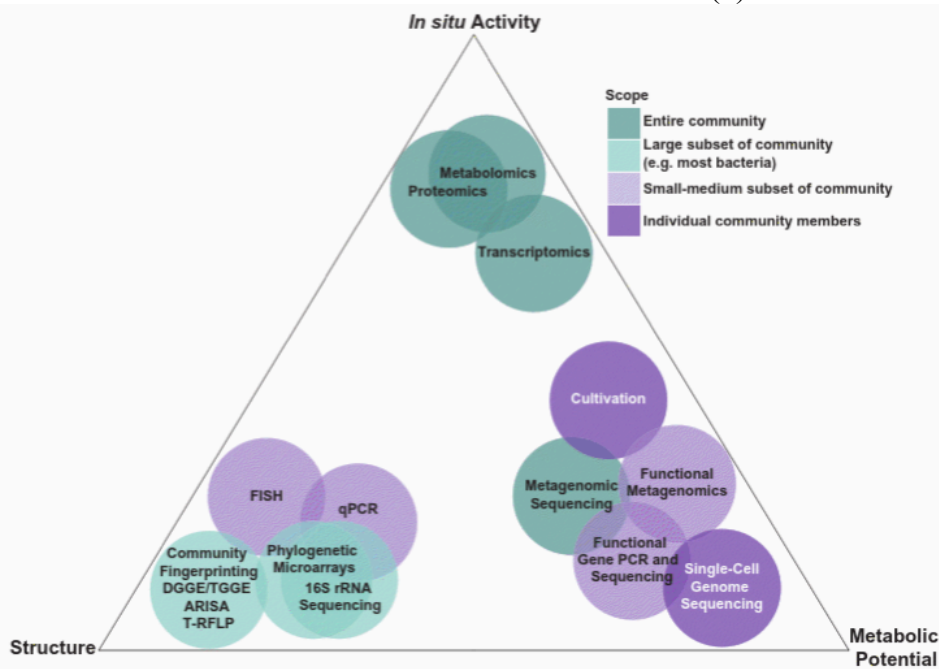 In situ Activity
Scope
Entire community
Large subset of community
(e.g. most bacteria)
Small-medium subset of community
Individual community members
Metabolomics
Proteomics
Transcriptomics
Cultivation
Metagenomic
Sequencing
Functional
Metagenomics
Functional
Gene PCR and
Sequencing
Single-Cell
Genome
Sequencing
FISH
qPCR
Community
Fingerprinting
DGGE/TGGE
ARISA
T-RFLP
Phylogenetic
Microarrays
16S rRNA
Sequencing
Structure
Metabolic
Potential